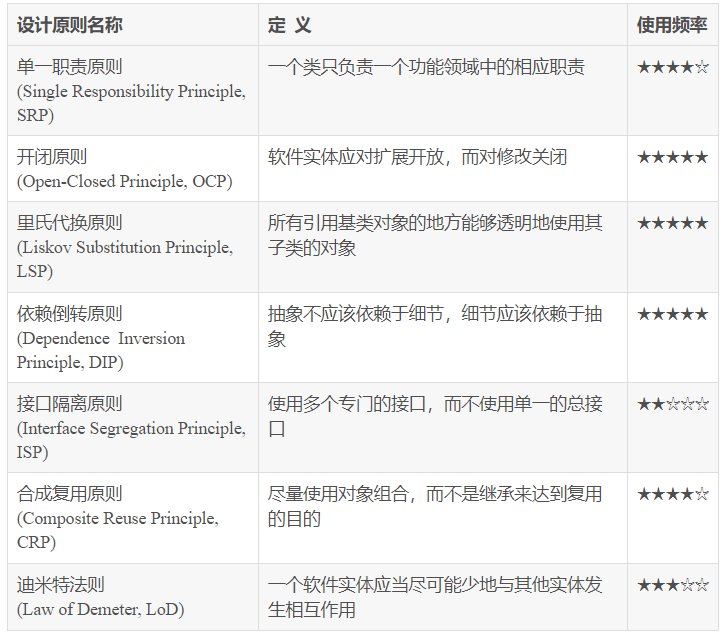 设计原则名称 定 义 使用频率
单一职责原则 一个类只负责一个功能领域中的相应职责 ★★★★☆
(Single Responsibility Principle,
SRP)
开闭原则 软件实体应对扩展开放，而对修改关闭 ★★★★★
(Open-Closed Principle, OCP)
里氏代换原则 所有引用基类对象的地方能够透明地使用其 ★★★★★
(Liskov Substitution Principle, 子类的对象
LSP)
依赖倒转原则 抽象不应该依赖于细节，细节应该依赖于抽 ★★★★★
(Dependence Inversion 象
Principle, DIP)
接口隔离原则 使用多个专门的接口，而不使用单一的总接 ★★☆☆☆
(Interface Segregation Principle, 口
ISP)
合成复用原则 尽量使用对象组合，而不是继承来达到复用 ★★★★☆
(Composite Reuse Principle, 的目的
CRP)
迪米特法则 一个软件实体应当尽可能少地与其他实体发 ★★★☆☆
(Law of Demeter, LoD) 生相互作用